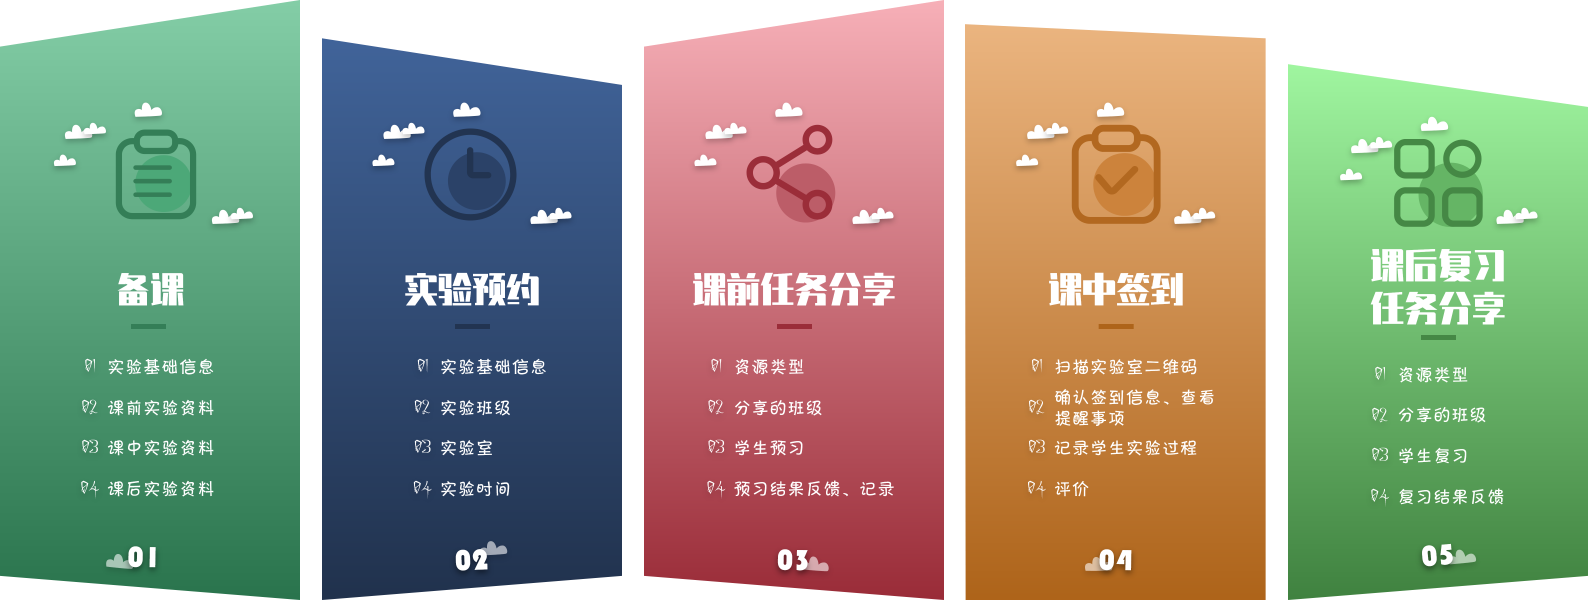 备课
01 实验基础信息
02 课前实验资料
03 课中实验资料
04 课后实验资料
01
实验预约
01 实验基础信息
02 实验班级
03 实验室
04 实验时间
02
课前任务分享
01 资源类型
02 分享的班级
03 学生预习
04 预习结果反馈、记录
03
课中签到
01 扫描实验室二维码
02 确认签到信息、查看
提醒事项
03 记录学生实验过程
04 评价
04
课后复习
任务分享
01 资源类型
02 分享的班级
03 学生复习
04 复习结果反馈
05